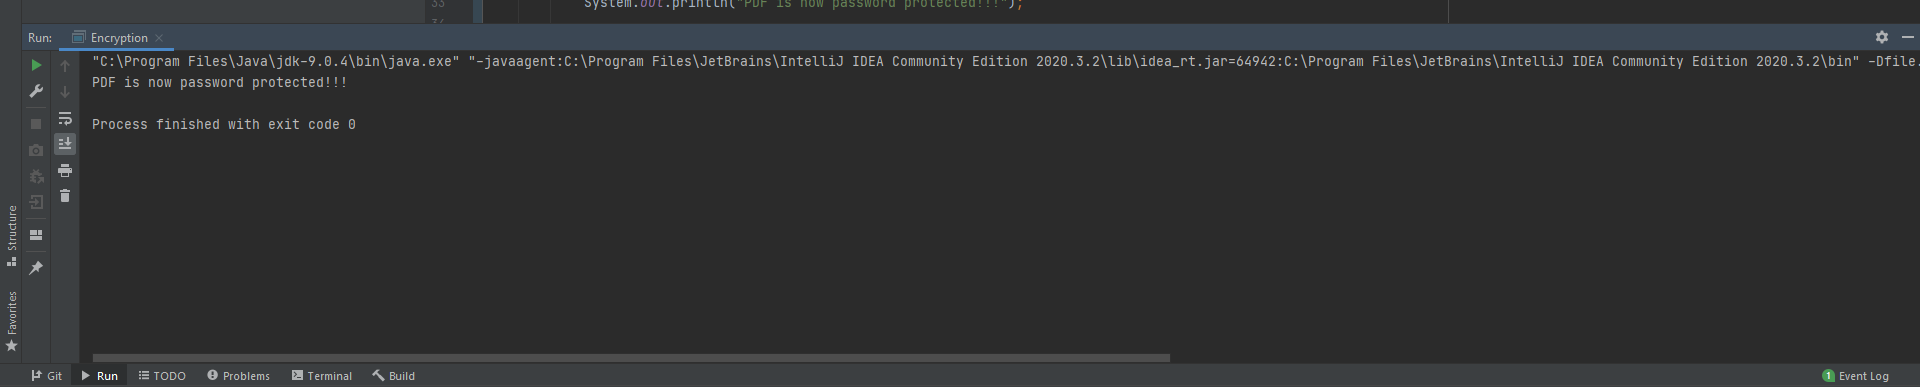 33 System.out.println("PDF is now password protected!!!");
34
Run: Encryption
"C:\Program Files\Java\jdk-9.0.4\bin\java.exe" "-javaagent:C:\Program Files\JetBrains\IntelliJ IDEA Community Edition 2020.3.2\lib\idea_rt.jar=64942:C:\Program Files\JetBrains\IntelliJ IDEA Community Edition 2020.3.2\bin" -Dfile.
PDF is now password protected!!!
Process finished with exit code 0
Structure
Favorites
Git Run TODO Problems Terminal Build 1 Event Log